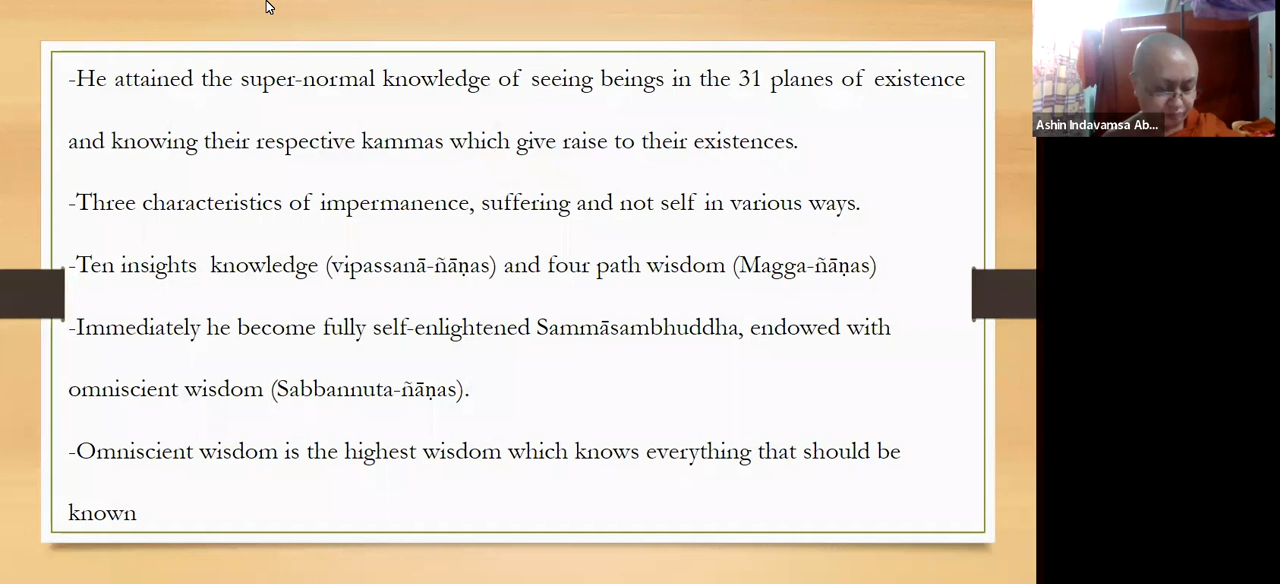 -He attained the super-normal knowledge of seeing beings in the 31 planes of existence
and knowing their respective kammas which give raise to their existences.
-Three characteristics of impermanence, suffering and not self in various ways.
-Ten insights knowledge (vipassanā-ñāṇas) and four path wisdom (Magga-ñāṇas)
-Immediately he become fully self-enlightened Sammāsambhuddha, endowed with
omniscient wisdom (Sabbannuta-ñāṇas).
-Omniscient wisdom is the highest wisdom which knows everything that should be
known
Ashin Indavamsa Ab...